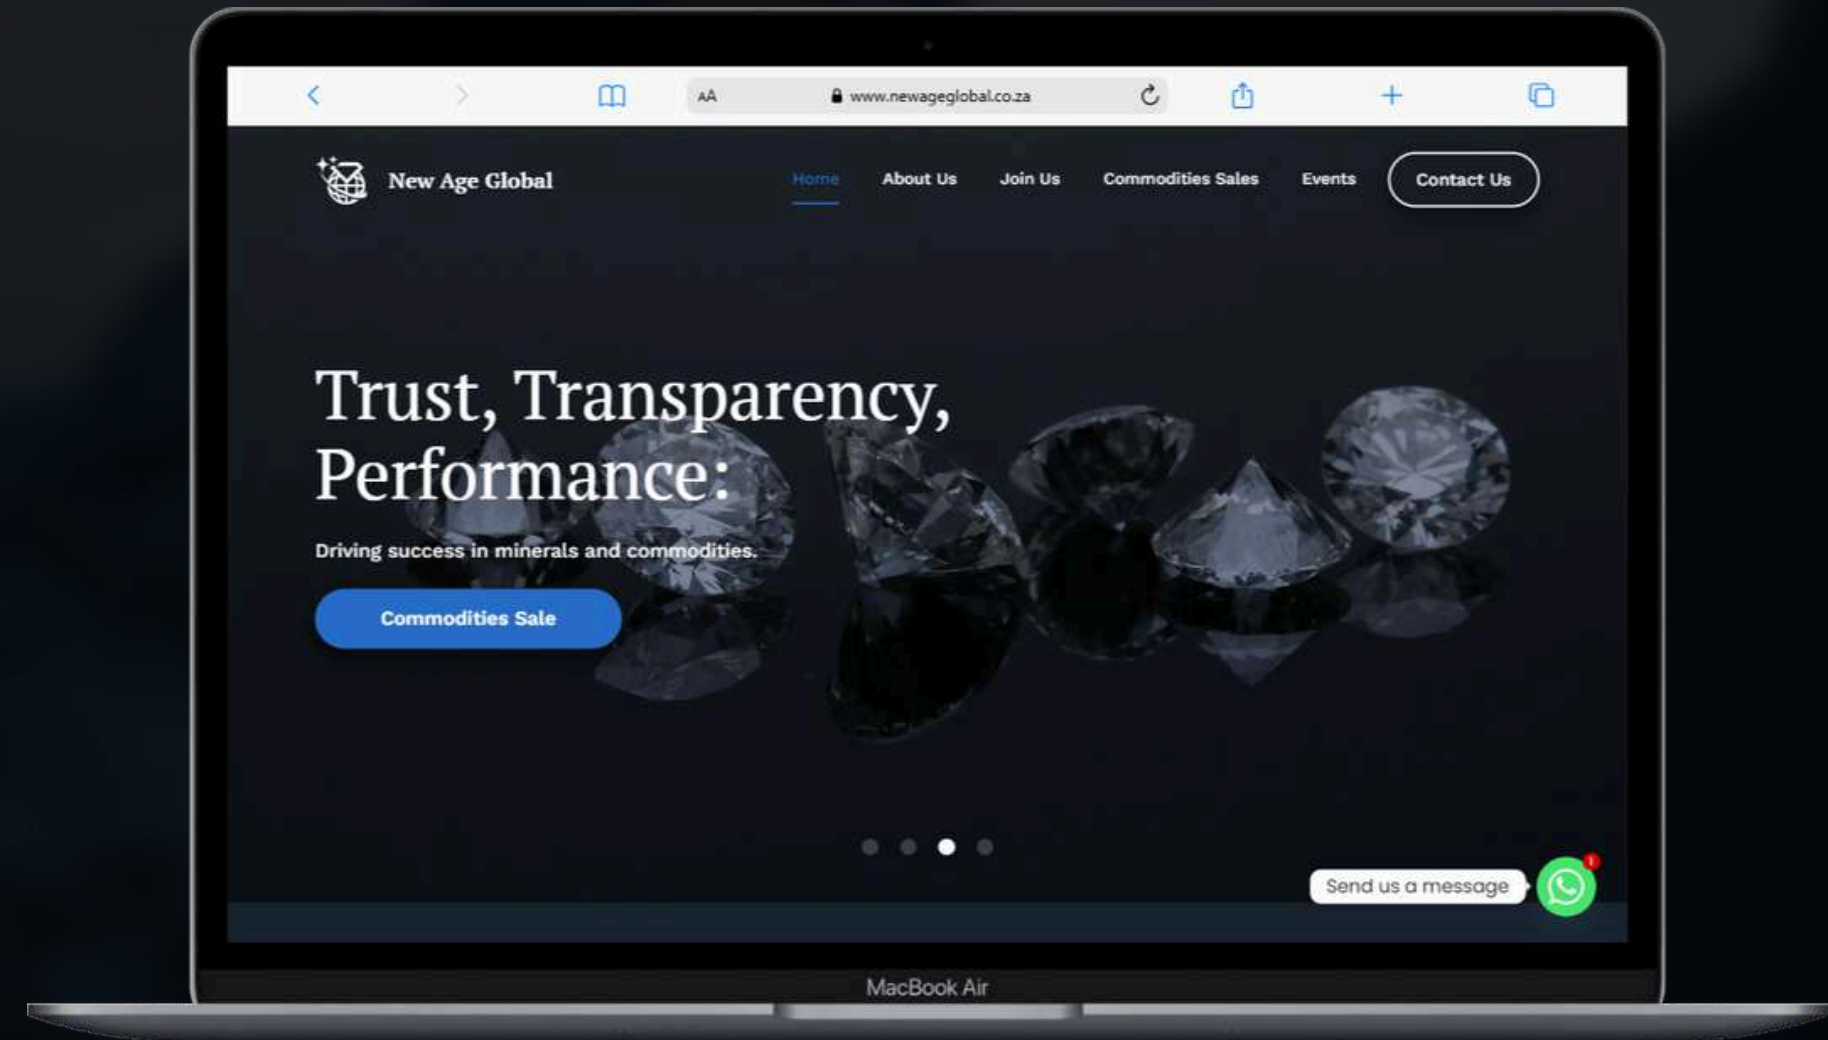 AA
www.newageglobal.co.za
New Age Global
Home
About Us
Join Us
Commodities Sales
Events
Contact Us
Trust, Transparency,
Performance:
Driving success in minerals and commodities.
Commodities Sale
Send us a message
1
MacBook Air